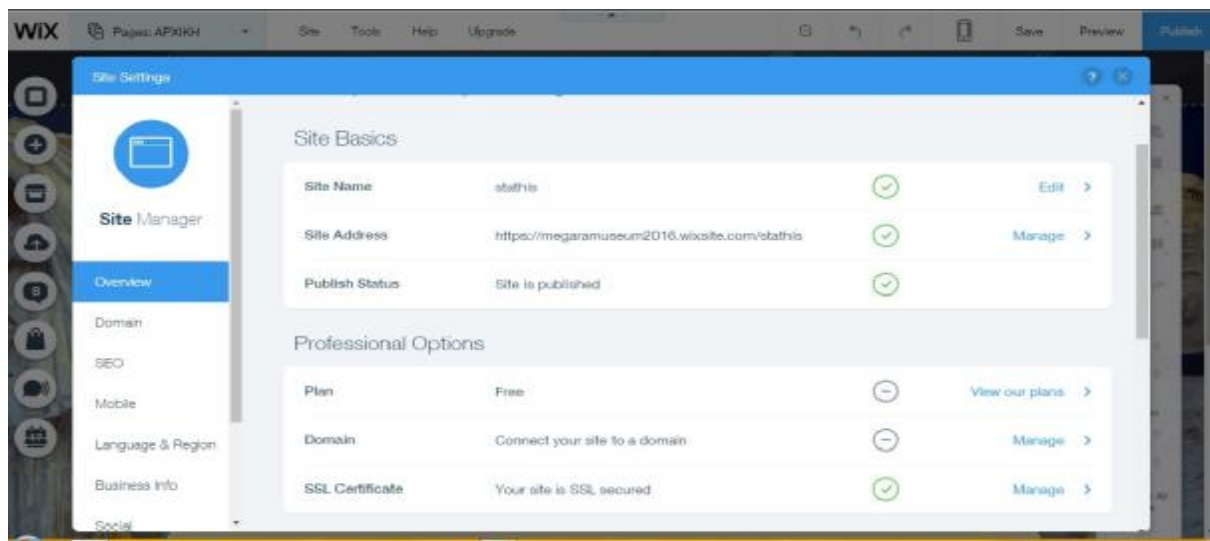 WiX
Pages: ΑΡΧΙΚΗ
Site Tools Help Upgrade
Save Preview Publish
Site Settings
?
Site Manager
Overview
Domain
SEO
Mobile
Language & Region
Business Info
Social
Site Basics
Site Name stathis Edit >
Site Address https://megaramuseum2016.wixsite.com/stathis Manage >
Publish Status Site is published
Professional Options
Plan Free View our plans >
Domain Connect your site to a domain Manage >
SSL Certificate Your site is SSL secured Manage >